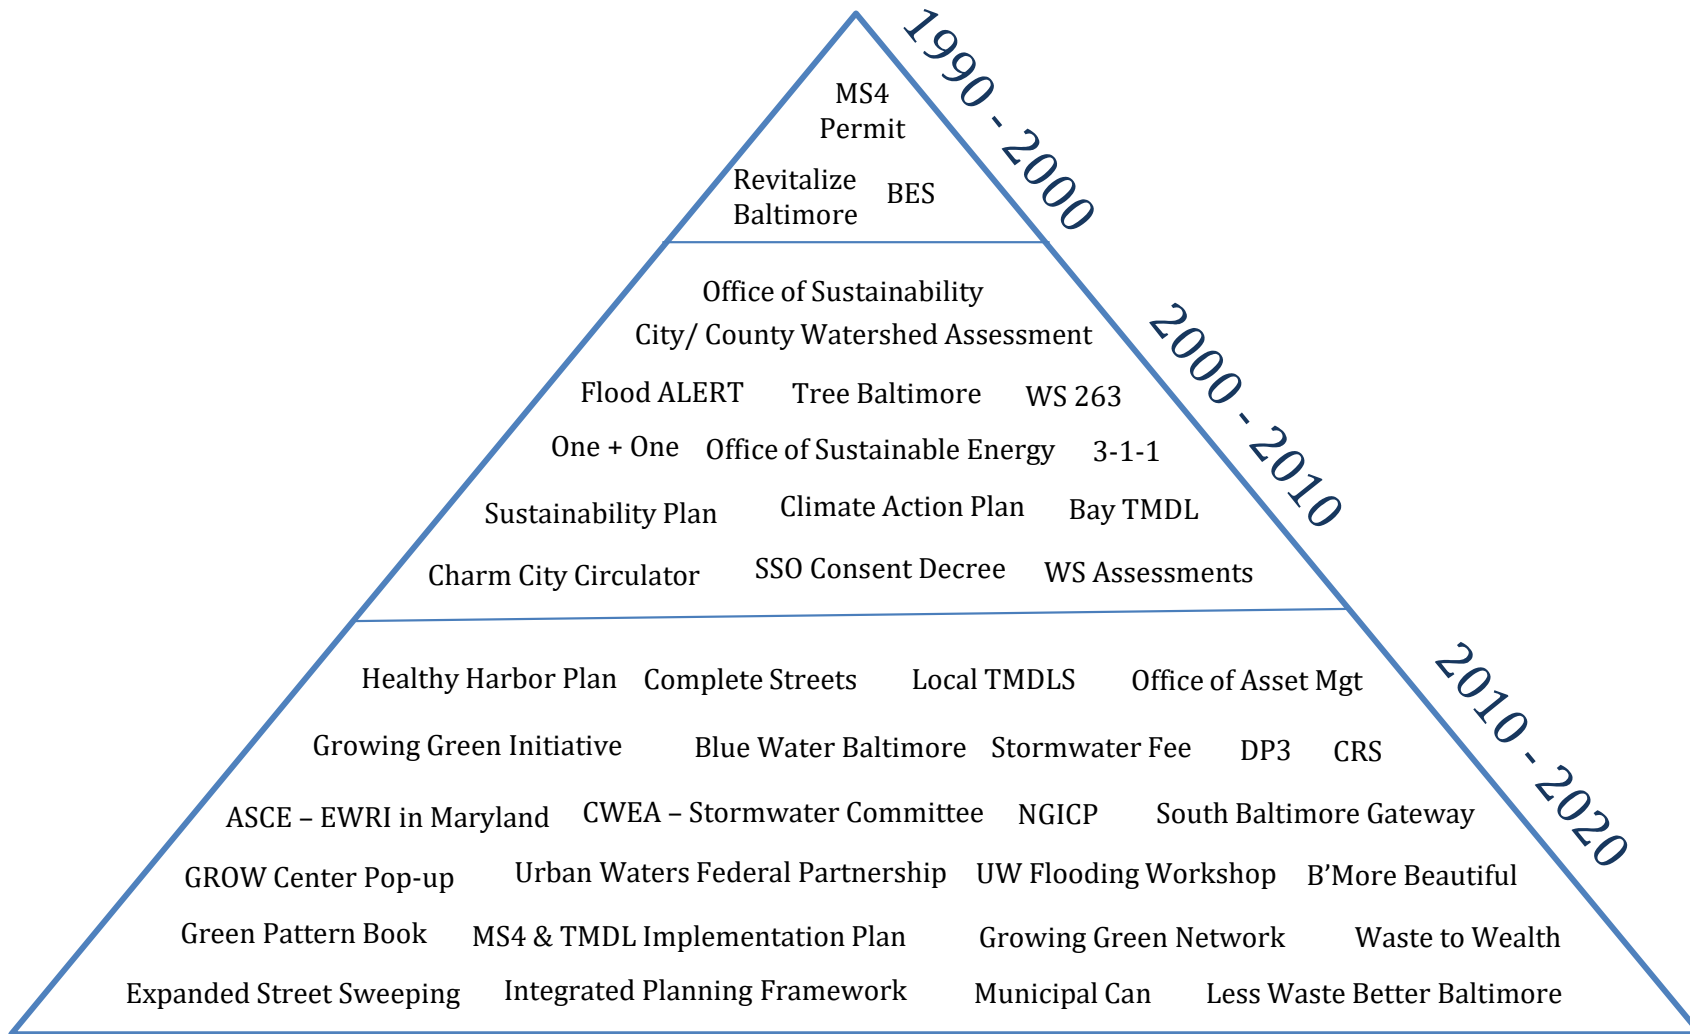 1990 - 2000
MS4
Permit
Revitalize
Baltimore
BES
2000 - 2010
Office of Sustainability
City/ County Watershed Assessment
Flood ALERT Tree Baltimore WS 263
One + One Office of Sustainable Energy 3-1-1
Sustainability Plan Climate Action Plan Bay TMDL
Charm City Circulator SSO Consent Decree WS Assessments
2010 - 2020
Healthy Harbor Plan Complete Streets Local TMDLS Office of Asset Mgt
Growing Green Initiative Blue Water Baltimore Stormwater Fee DP3 CRS
ASCE – EWRI in Maryland CWEA – Stormwater Committee NGICP South Baltimore Gateway
GROW Center Pop-up Urban Waters Federal Partnership UW Flooding Workshop B’More Beautiful
Green Pattern Book MS4 & TMDL Implementation Plan Growing Green Network Waste to Wealth
Expanded Street Sweeping Integrated Planning Framework Municipal Can Less Waste Better Baltimore